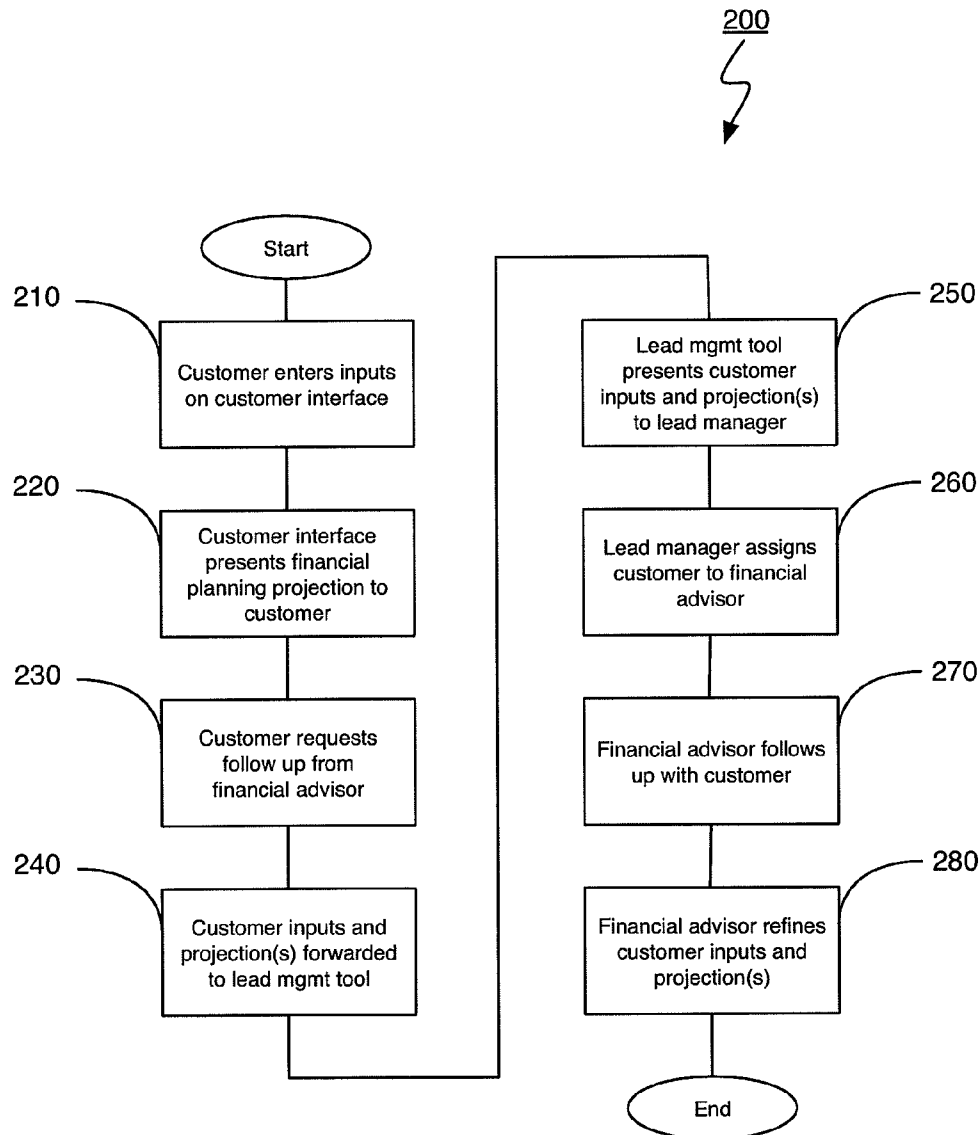 200
Start
210
Customer enters inputs
on customer interface
220
Customer interface
presents financial
planning projection to
customer
230
Customer requests
follow up from
financial advisor
240
Customer inputs and
projection(s) forwarded
to lead mgmt tool
250
Lead mgmt tool
presents customer
inputs and projection(s)
to lead manager
260
Lead manager assigns
customer to financial
advisor
270
Financial advisor follows
up with customer
280
Financial advisor refines
customer inputs and
projection(s)
End